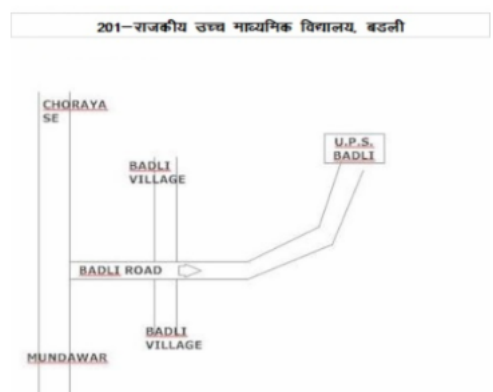 201–राजकीय उच्च माध्यमिक विद्यालय, बडली
CHORAYA
SE
U.P.S.
BADLI
BADLI
VILLAGE
BADLI ROAD
BADLI
VILLAGE
MUNDAWAR